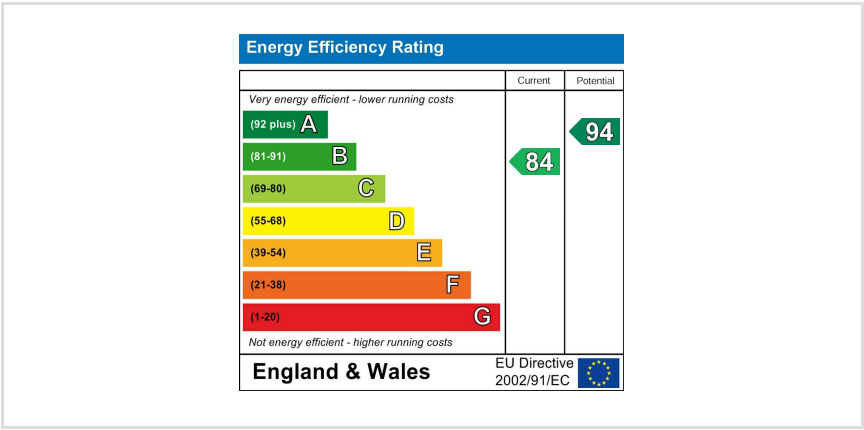 Energy Efficiency Rating
Current Potential
Very energy efficient - lower running costs
(92 plus) A
94
(81-91) B
84
(69-80) C
(55-68) D
(39-54) E
(21-38) F
(1-20) G
Not energy efficient - higher running costs
England & Wales
EU Directive
2002/91/EC